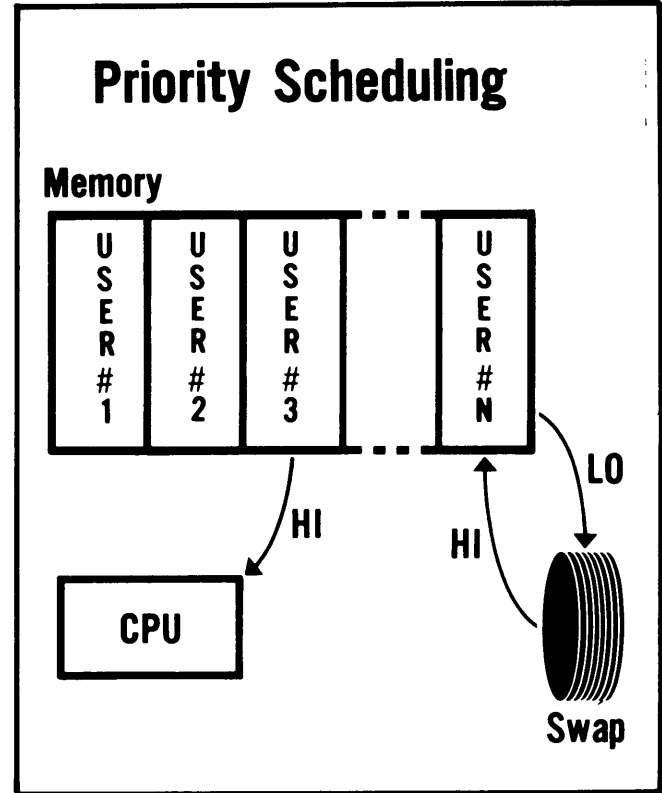 Priority Scheduling
Memory
USER#1
USER#2
USER#3
USER#N
LO
HI
HI
CPU
Swap